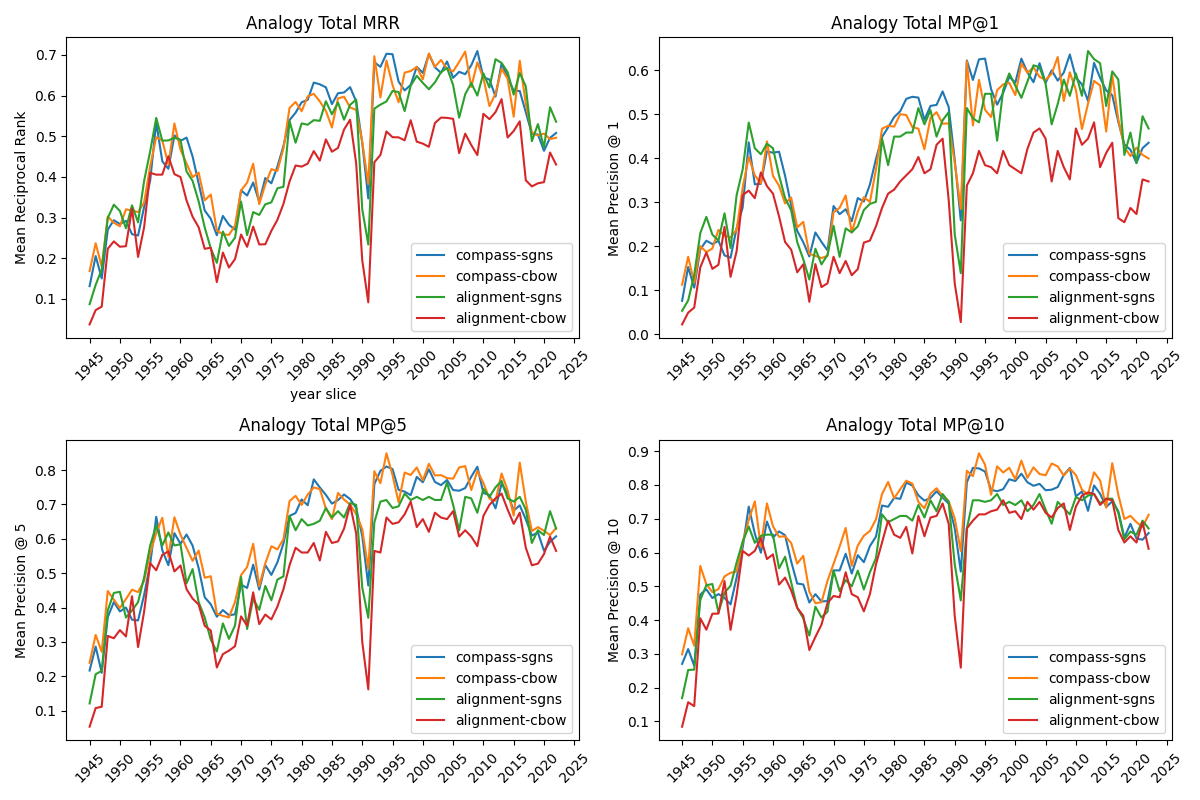 Analogy Total MRR
Mean Reciprocal Rank
0.7
0.6
0.5
0.4
0.3
0.2
0.1
compass-sgns
compass-cbow
alignment-sgns
alignment-cbow
1945 1950 1955 1960 1965 1970 1975 1980 1985 1990 1995 2000 2005 2010 2015 2020 2025
year slice
Analogy Total MP@1
Mean Precision @ 1
0.6
0.5
0.4
0.3
0.2
0.1
0.0
compass-sgns
compass-cbow
alignment-sgns
alignment-cbow
1945 1950 1955 1960 1965 1970 1975 1980 1985 1990 1995 2000 2005 2010 2015 2020 2025
Analogy Total MP@5
Mean Precision @ 5
0.8
0.7
0.6
0.5
0.4
0.3
0.2
0.1
compass-sgns
compass-cbow
alignment-sgns
alignment-cbow
1945 1950 1955 1960 1965 1970 1975 1980 1985 1990 1995 2000 2005 2010 2015 2020 2025
Analogy Total MP@10
Mean Precision @ 10
0.9
0.8
0.7
0.6
0.5
0.4
0.3
0.2
0.1
compass-sgns
compass-cbow
alignment-sgns
alignment-cbow
1945 1950 1955 1960 1965 1970 1975 1980 1985 1990 1995 2000 2005 2010 2015 2020 2025